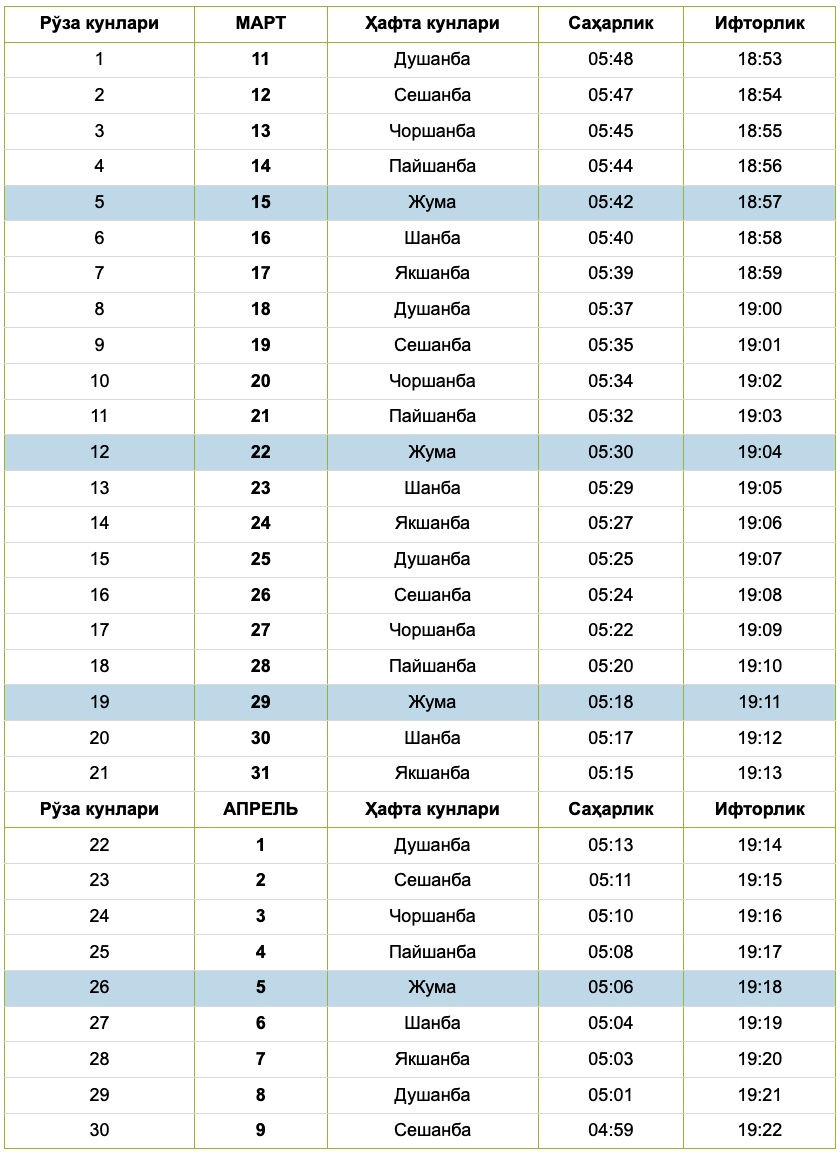 Рўза кунлари МАРТ Ҳафта кунлари Саҳарлик Ифторлик
1 11 Душанба 05:48 18:53
2 12 Сешанба 05:47 18:54
3 13 Чоршанба 05:45 18:55
4 14 Пайшанба 05:44 18:56
5 15 Жума 05:42 18:57
6 16 Шанба 05:40 18:58
7 17 Якшанба 05:39 18:59
8 18 Душанба 05:37 19:00
9 19 Сешанба 05:35 19:01
10 20 Чоршанба 05:34 19:02
11 21 Пайшанба 05:32 19:03
12 22 Жума 05:30 19:04
13 23 Шанба 05:29 19:05
14 24 Якшанба 05:27 19:06
15 25 Душанба 05:25 19:07
16 26 Сешанба 05:24 19:08
17 27 Чоршанба 05:22 19:09
18 28 Пайшанба 05:20 19:10
19 29 Жума 05:18 19:11
20 30 Шанба 05:17 19:12
21 31 Якшанба 05:15 19:13
Рўза кунлари АПРЕЛЬ Ҳафта кунлари Саҳарлик Ифторлик
22 1 Душанба 05:13 19:14
23 2 Сешанба 05:11 19:15
24 3 Чоршанба 05:10 19:16
25 4 Пайшанба 05:08 19:17
26 5 Жума 05:06 19:18
27 6 Шанба 05:04 19:19
28 7 Якшанба 05:03 19:20
29 8 Душанба 05:01 19:21
30 9 Сешанба 04:59 19:22